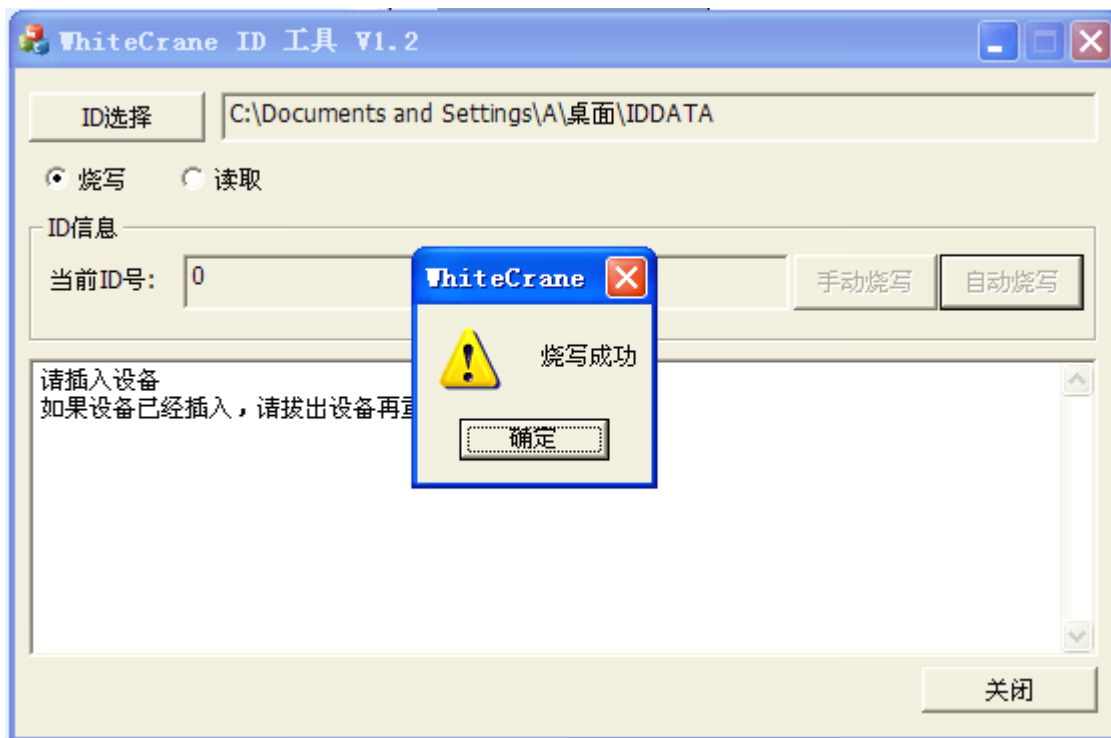 WhiteCrane ID 工具 V1.2
ID选择 C:\Documents and Settings\A\桌面\IDDATA
烧写 读取
ID信息
当前ID号: 0 手动烧写 自动烧写
WhiteCrane
烧写成功
确定
请插入设备
如果设备已经插入，请拔出设备再
关闭